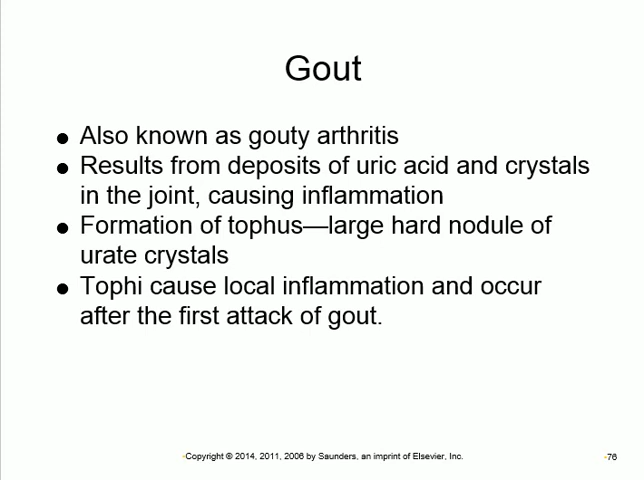 Gout
● Also known as gouty arthritis
● Results from deposits of uric acid and crystals
in the joint, causing inflammation
● Formation of tophus—large hard nodule of
urate crystals
● Tophi cause local inflammation and occur
after the first attack of gout.
•Copyright © 2014, 2011, 2006 by Saunders, an imprint of Elsevier, Inc.
•76